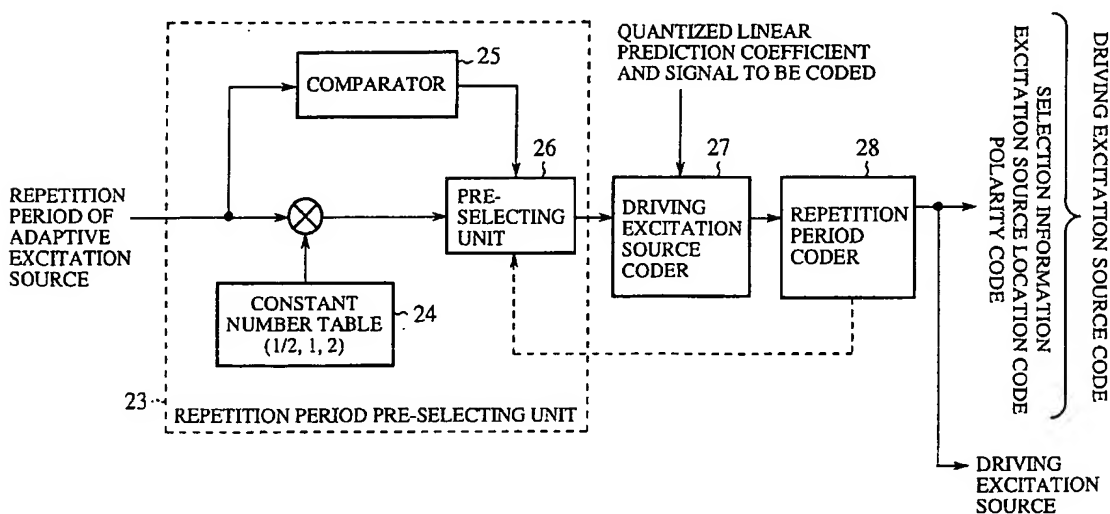 25
COMPARATOR
QUANTIZED LINEAR
PREDICTION COEFFICIENT
AND SIGNAL TO BE CODED
26
27
28
REPETITION
PERIOD OF
ADAPTIVE
EXCITATION
SOURCE
PRE-
SELECTING
UNIT
DRIVING
EXCITATION
SOURCE
CODER
REPETITION
PERIOD
CODER
CONSTANT
NUMBER TABLE
(1/2, 1, 2)
24
23
REPETITION PERIOD PRE-SELECTING UNIT
SELECTION INFORMATION
EXCITATION SOURCE LOCATION CODE
POLARITY CODE
DRIVING EXCITATION SOURCE CODE
DRIVING
EXCITATION
SOURCE